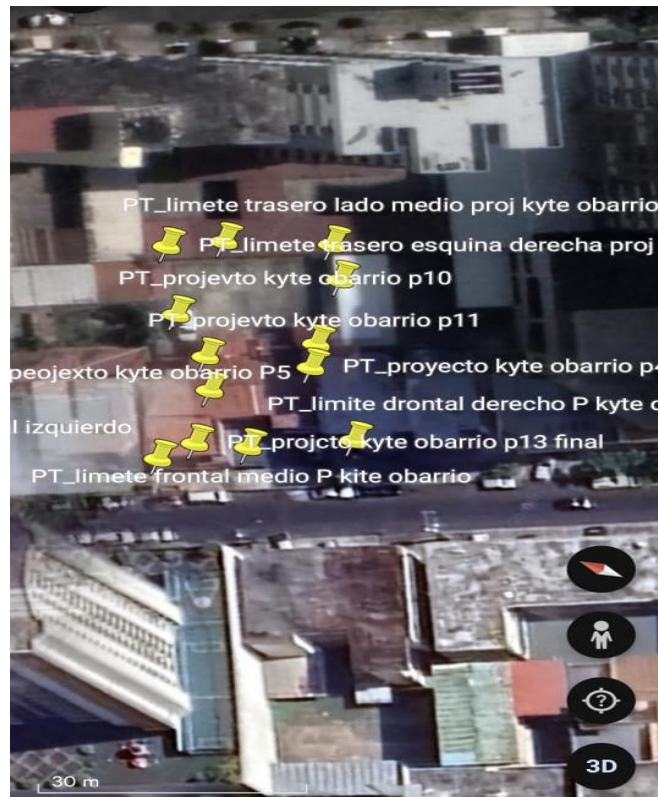 PT_limete trasero lado medio proj kyte obarrio
PT_limete trasero esquina derecha proj
PT_projevto kyte obarrio p10
PT_projevto kyte obarrio p11
peojexto kyte obarrio P5
PT_proyecto kyte obarrio p4
PT_limite drontal derecho P kyte o
l izquierdo
PT_projcto kyte obarrio p13 final
PT_limete frontal medio P kite obarrio
30 m
3D